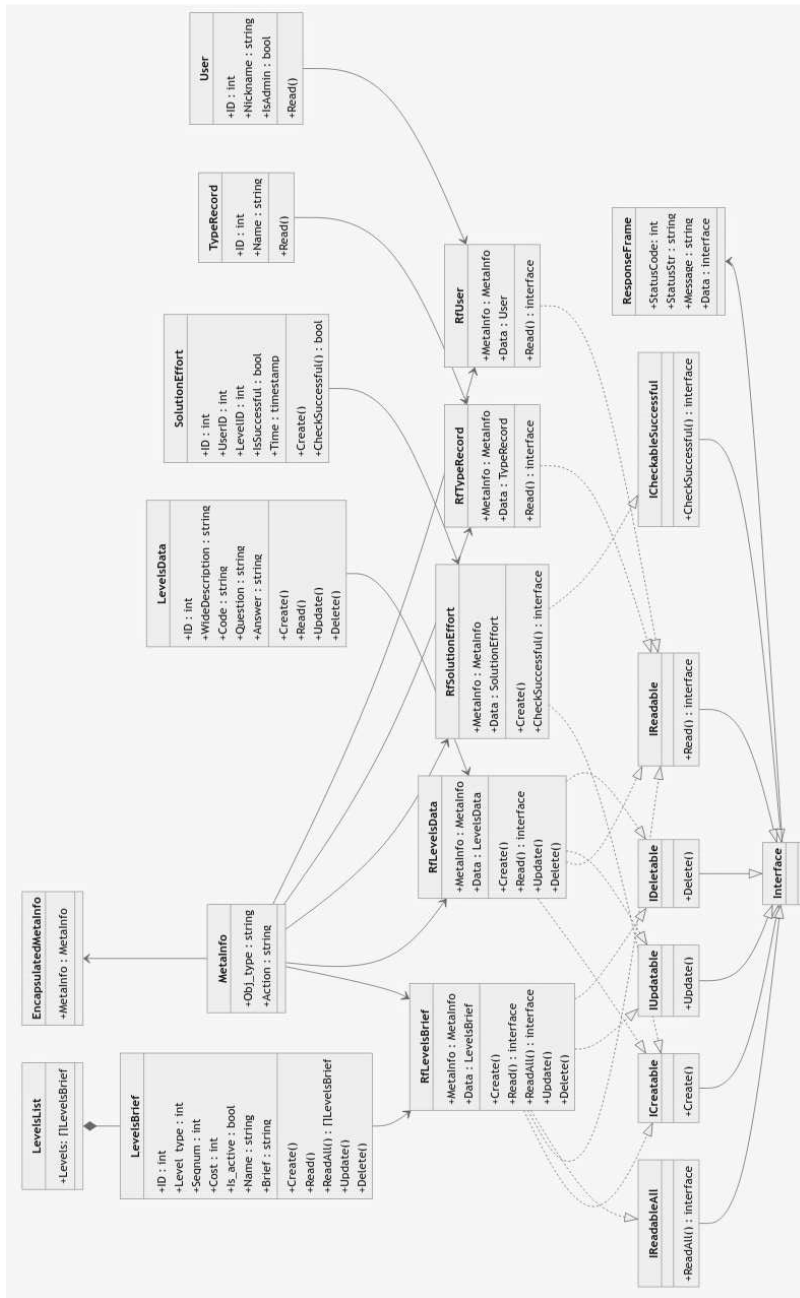 LevelsList
+Levels: []LevelsBrief
EncapsulatedMetaInfo
+MetaInfo : MetaInfo
LevelsBrief
+ID : int
+Level_type : int
+Seqnum : int
+Cost : int
+Is_active : bool
+Name : string
+Brief : string
+Create()
+Read()
+ReadAll() : []LevelsBrief
+Update()
+Delete()
MetaInfo
+Obj_type : string
+Action : string
LevelsData
+ID : int
+WideDescription : string
+Code : string
+Question : string
+Answer : string
+Create()
+Read()
+Update()
+Delete()
SolutionEffort
+ID : int
+UserID : int
+LevelID : int
+IsSuccessful : bool
+Time : timestamp
+Create()
+CheckSuccessful() : bool
TypeRecord
+ID : int
+Name : string
+Read()
User
+ID : int
+Nickname : string
+IsAdmin : bool
+Read()
RfLevelsBrief
+MetaInfo : MetaInfo
+Data : LevelsBrief
+Create()
+Read() : interface
+ReadAll() : interface
+Update()
+Delete()
RfLevelsData
+MetaInfo : MetaInfo
+Data : LevelsData
+Create()
+Read() : interface
+Update()
+Delete()
RfSolutionEffort
+MetaInfo : MetaInfo
+Data : SolutionEffort
+Create()
+CheckSuccessful() : interface
RfTypeRecord
+MetaInfo : MetaInfo
+Data : TypeRecord
+Read() : interface
RfUser
+MetaInfo : MetaInfo
+Data : User
+Read() : interface
IReadableAll
+ReadAll() : interface
ICreatable
+Create()
IUpdatable
+Update()
IDeletable
+Delete()
IReadable
+Read() : interface
ICheckableSuccessful
+CheckSuccessful() : interface
ResponseFrame
+StatusCode: int
+StatusStr : string
+Message : string
+Data : interface
Interface